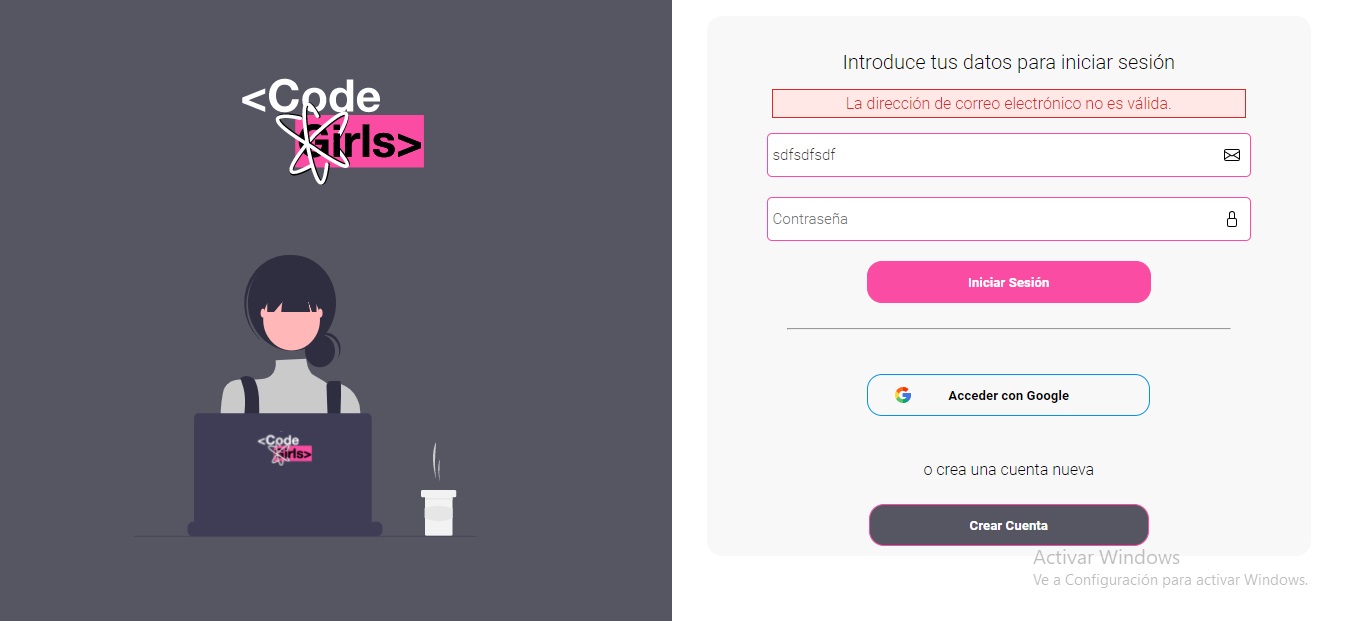 <Code
Girls>
<Code
Girls>
Introduce tus datos para iniciar sesión
La dirección de correo electrónico no es válida.
sdfsdfsdf
Contraseña
Iniciar Sesión
Acceder con Google
o crea una cuenta nueva
Crear Cuenta
Activar Windows
Ve a Configuración para activar Windows.